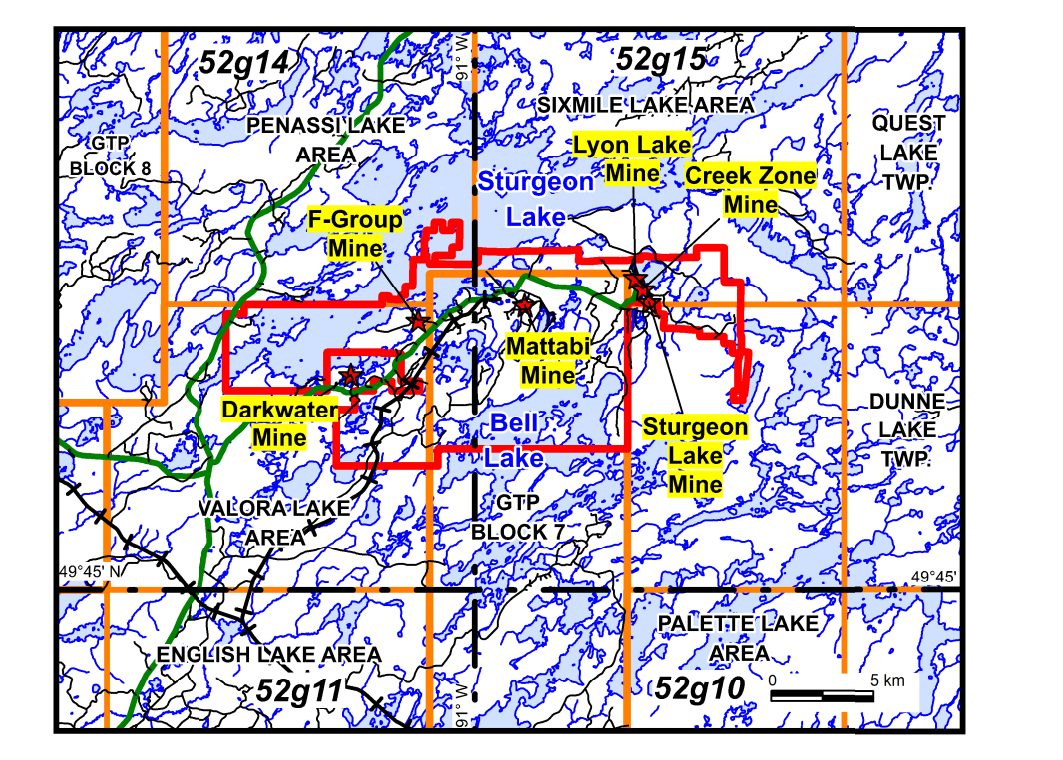 52g14
91° W
52g15
SIXMILE LAKE AREA
PENASSI LAKE
AREA
QUEST
LAKE
TWP.
GTP
BLOCK 8
Lyon Lake
Mine
Creek Zone
Mine
Sturgeon
Lake
F-Group
Mine
Mattabi
Mine
Darkwater
Mine
Bell
Lake
Sturgeon
Lake
Mine
DUNNE
LAKE
TWP.
VALORA LAKE
AREA
GTP
BLOCK 7
49°45' N
49°45'
PALETTE LAKE
AREA
ENGLISH LAKE AREA
52g11
91° W
52g10
0
5 km